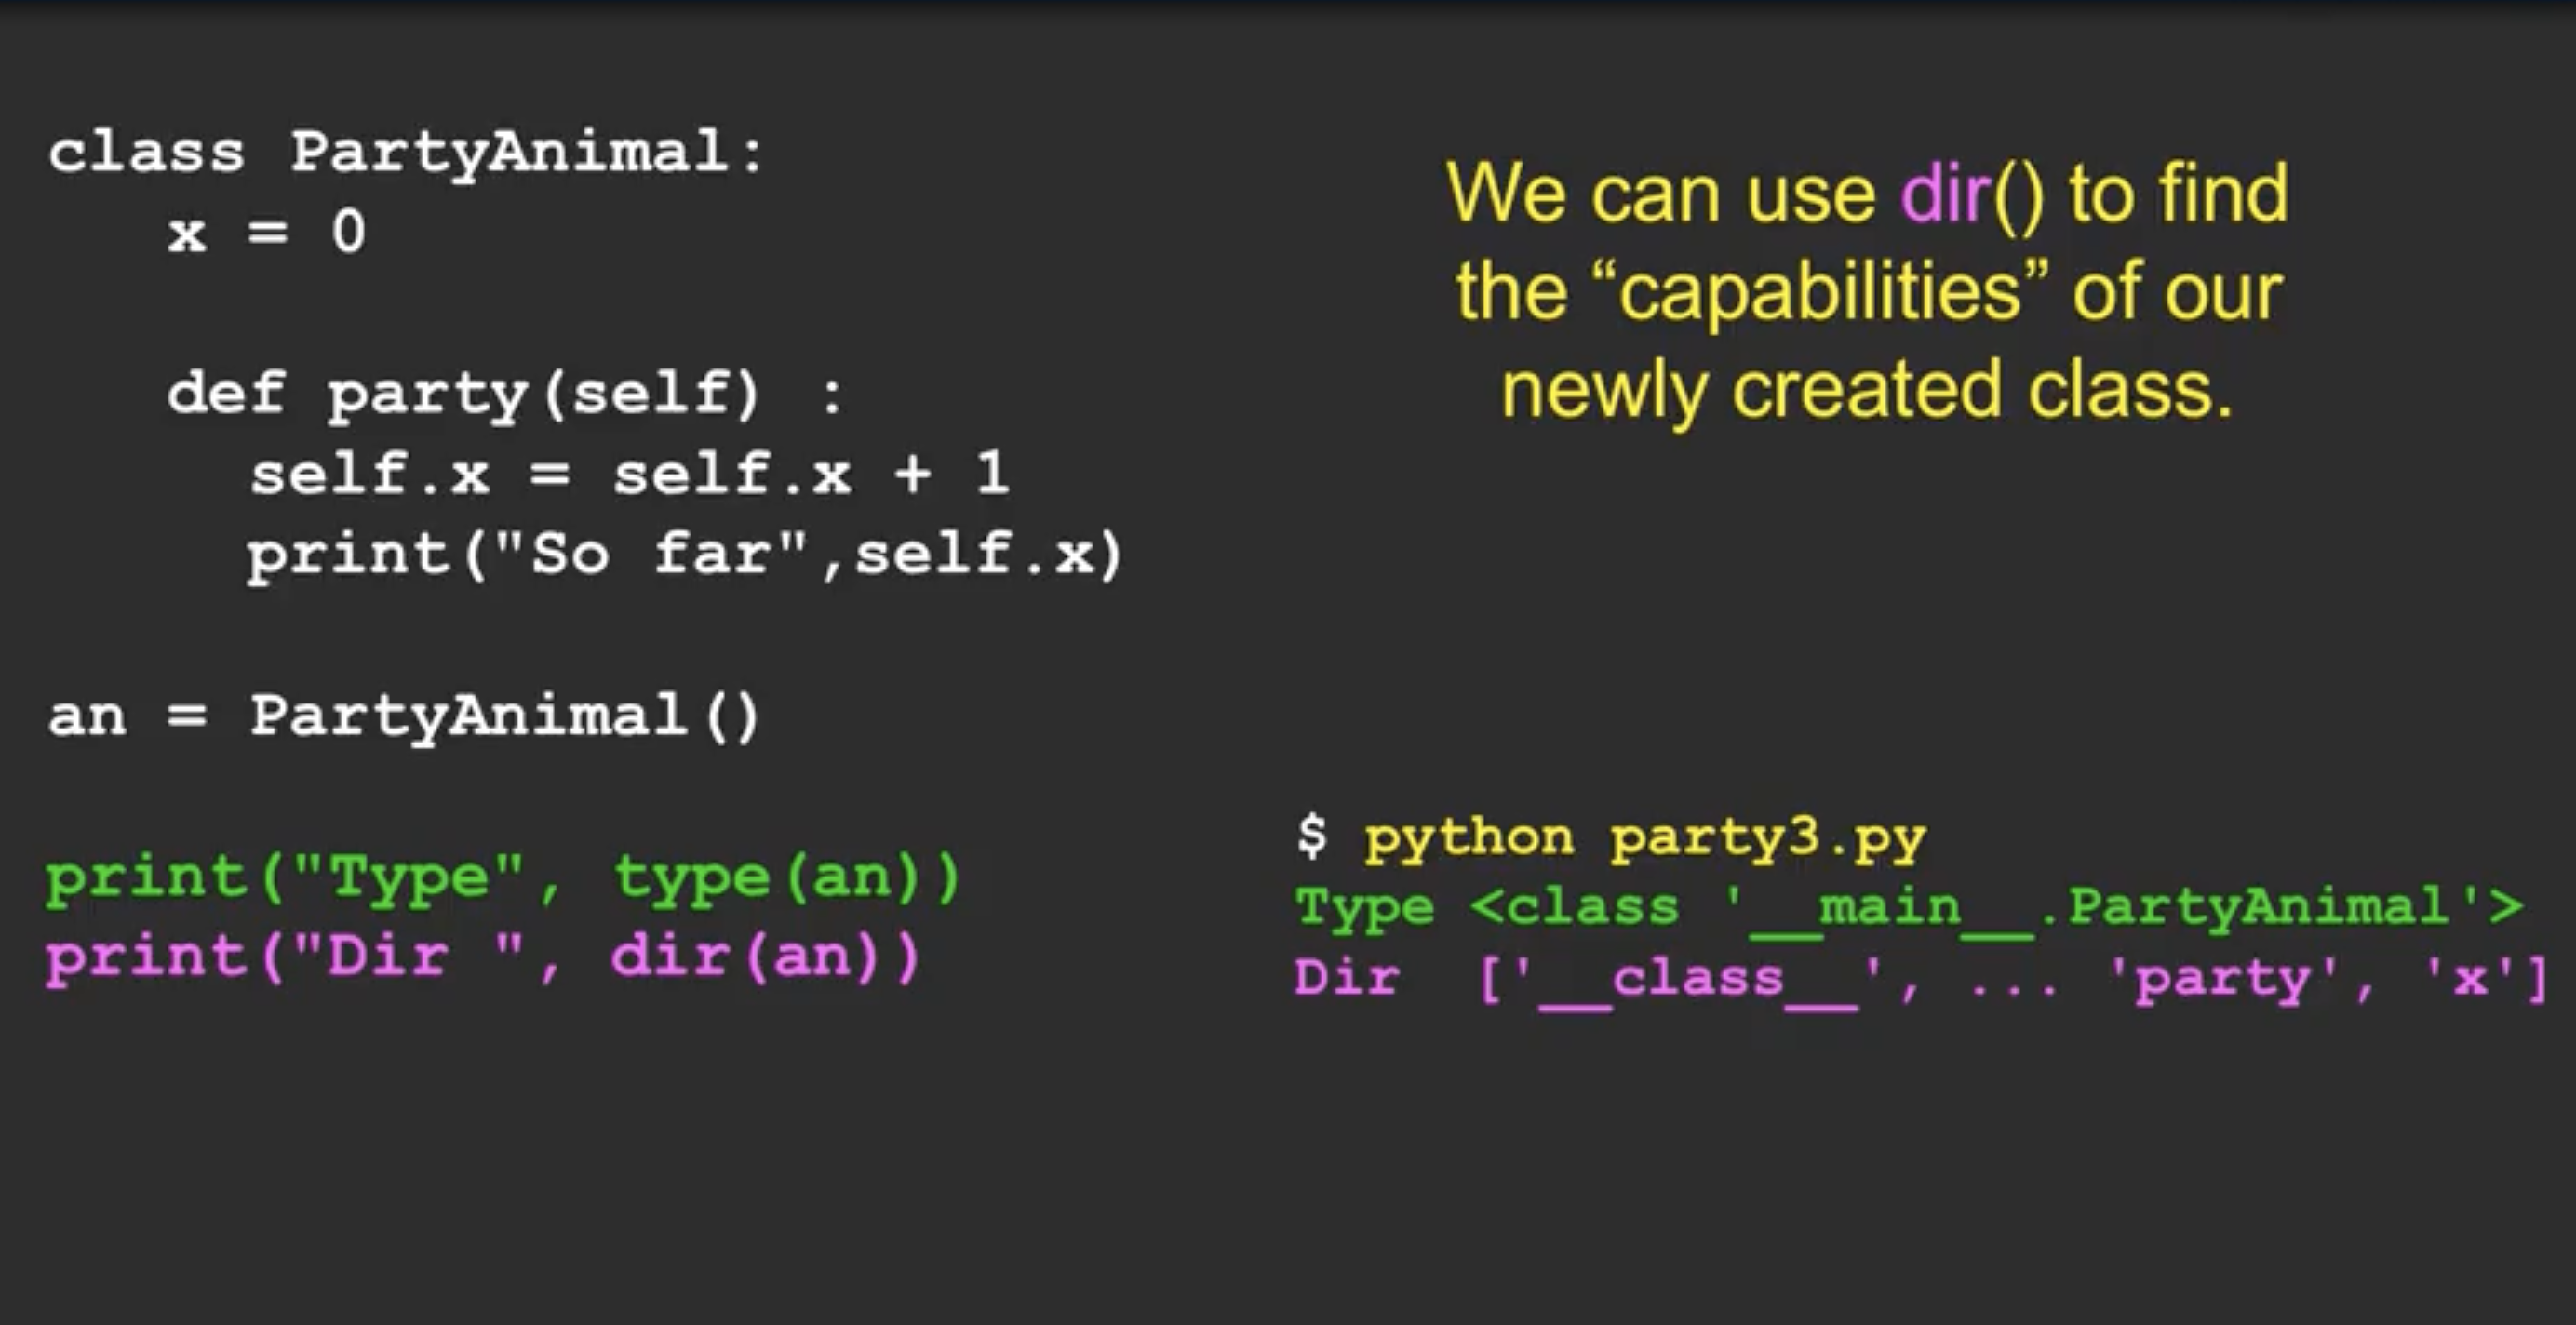 class PartyAnimal:
   x = 0
   def party(self) :
     self.x = self.x + 1
     print("So far",self.x)
an = PartyAnimal()
print("Type", type(an))
print("Dir ", dir(an))
We can use dir() to find
the “capabilities” of our
newly created class.
$ python party3.py
Type <class '__main__.PartyAnimal'>
Dir  ['__class__', ... 'party', 'x']